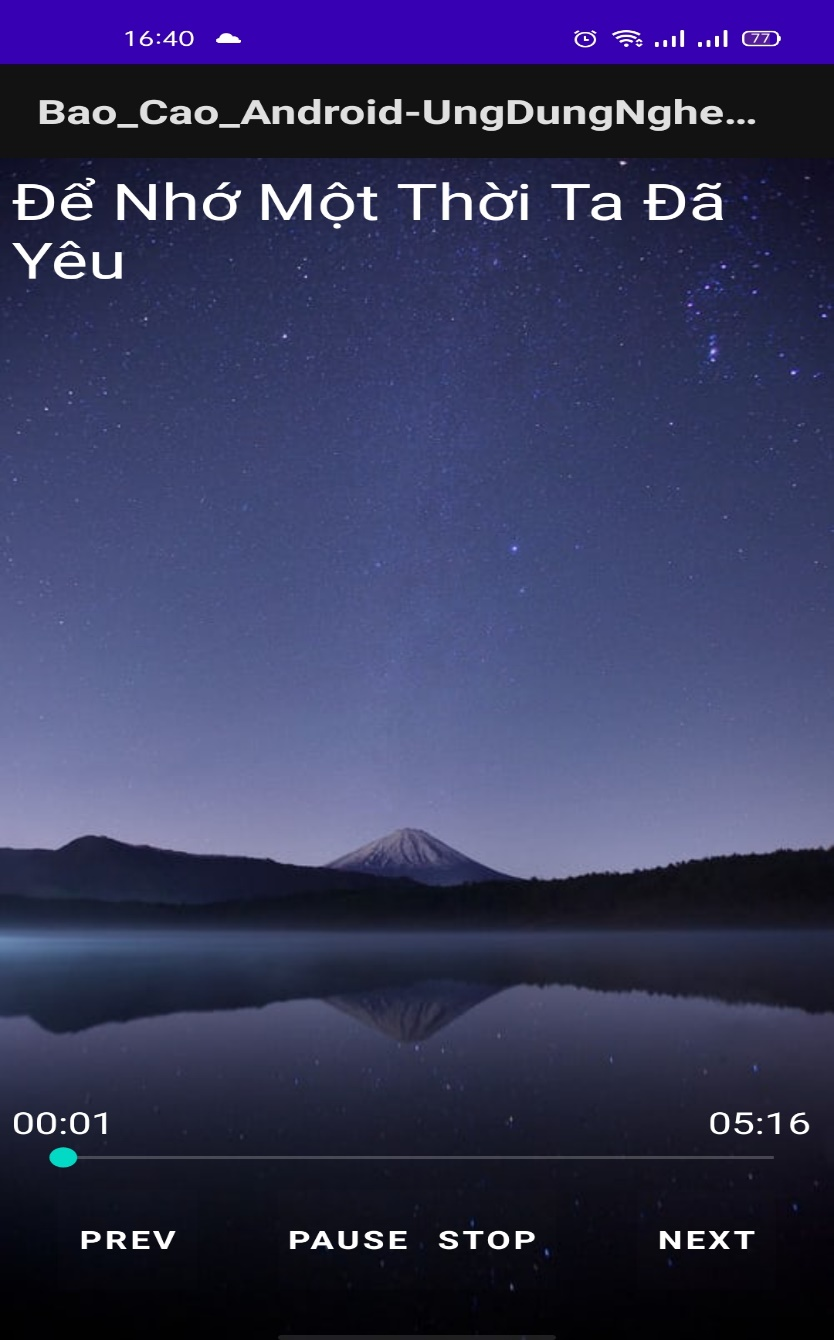 16:40
77
Bao_Cao_Android-UngDungNghe...
Để Nhớ Một Thời Ta Đã
Yêu
00:01 05:16
PREV PAUSE STOP NEXT